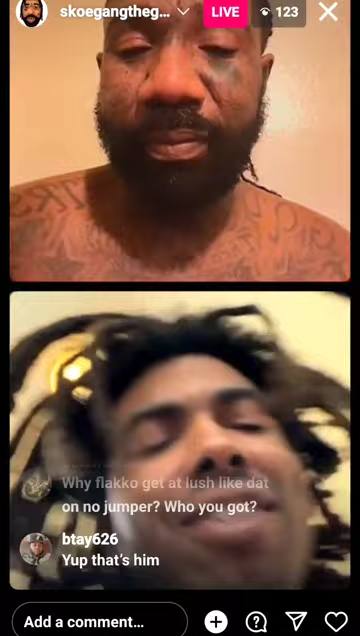 skoegangtheg...
LIVE
123
Why flakko get at lush like dat
on no jumper? Who you got?
btay626
Yup that's him
Add a comment...